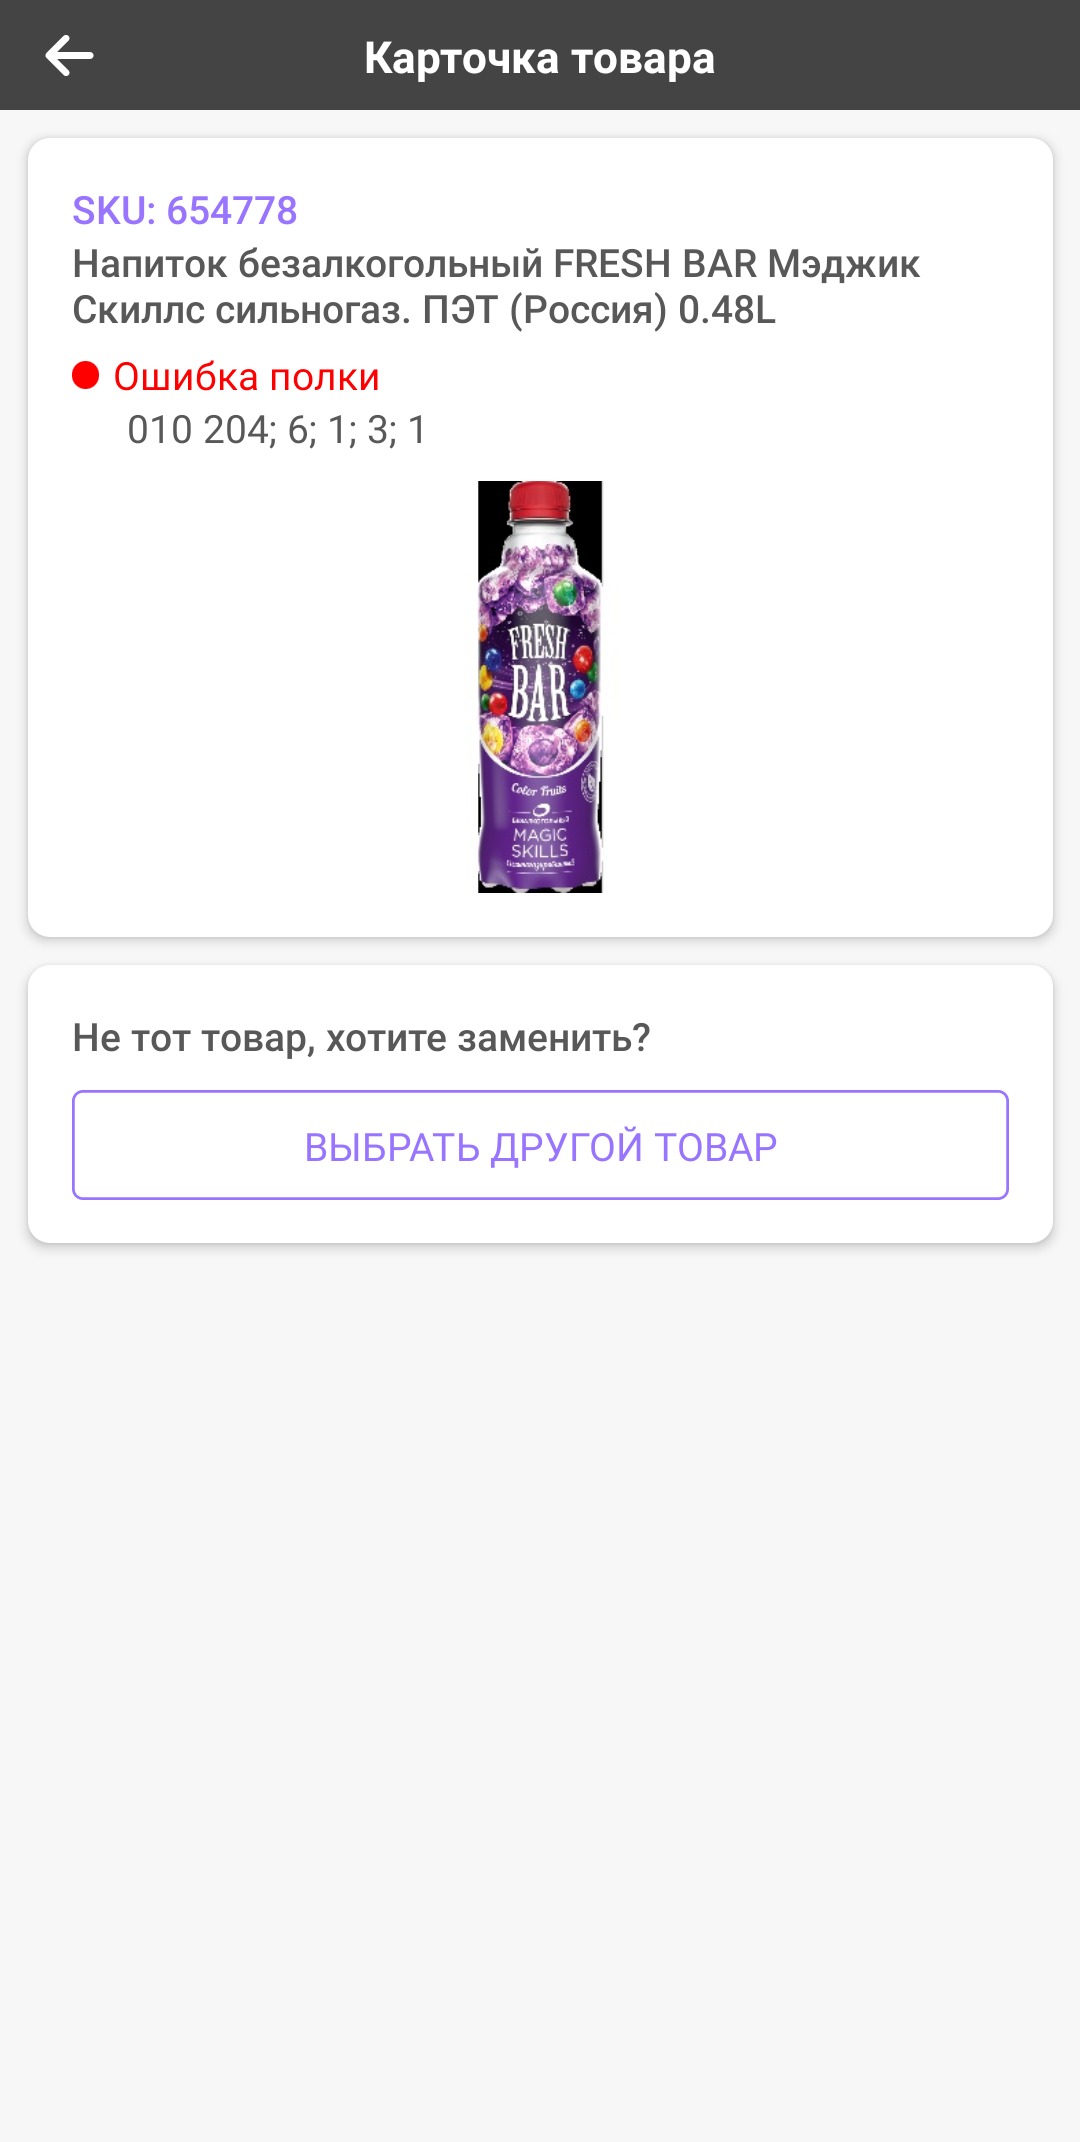 Карточка товара
SKU: 654778
Напиток безалкогольный FRESH BAR Мэджик
Скиллс сильногаз. ПЭТ (Россия) 0.48L
Ошибка полки
010 204; 6; 1; 3; 1
FRESH
BAR
Color Fruits
MAGIC
SKILLS
Не тот товар, хотите заменить?
ВЫБРАТЬ ДРУГОЙ ТОВАР